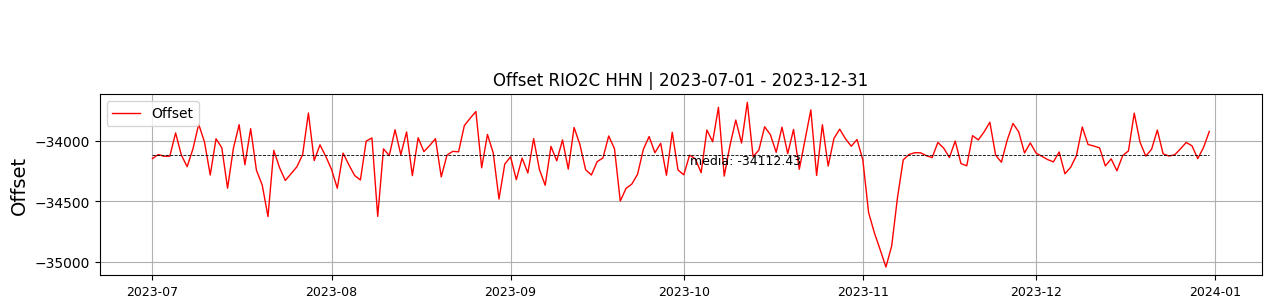 Offset RIO2C HHN | 2023-07-01 - 2023-12-31
Offset
Offset
−34000
−34500
−35000
media: -34112.43
2023-07
2023-08
2023-09
2023-10
2023-11
2023-12
2024-01